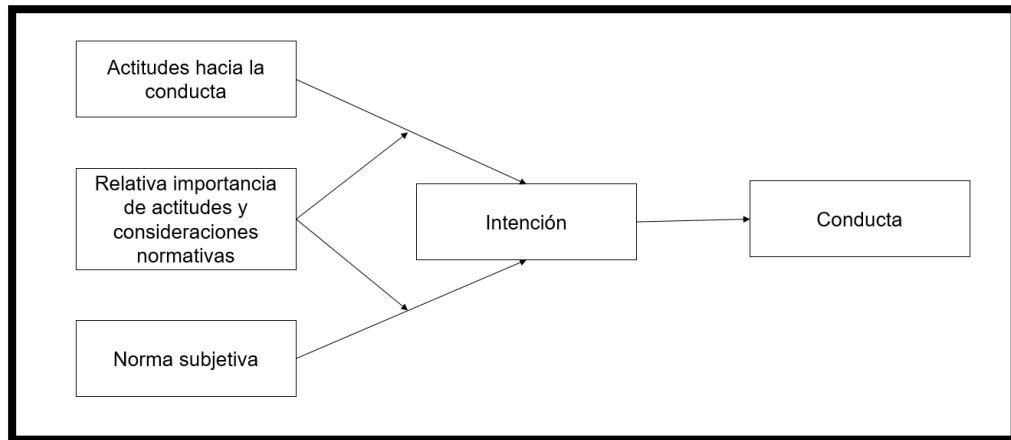 Actitudes hacia la
conducta
Relativa importancia
de actitudes y
consideraciones
normativas
Intención
Conducta
Norma subjetiva